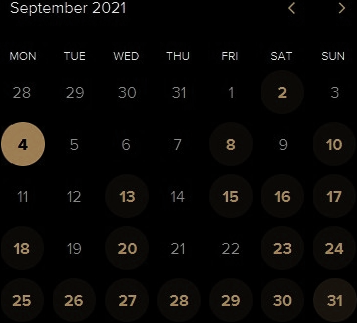 September 2021
MON TUE WED THU FRI SAT SUN
28 29 30 31 1 2 3
4 5 6 7 8 9 10
11 12 13 14 15 16 17
18 19 20 21 22 23 24
25 26 27 28 29 30 31